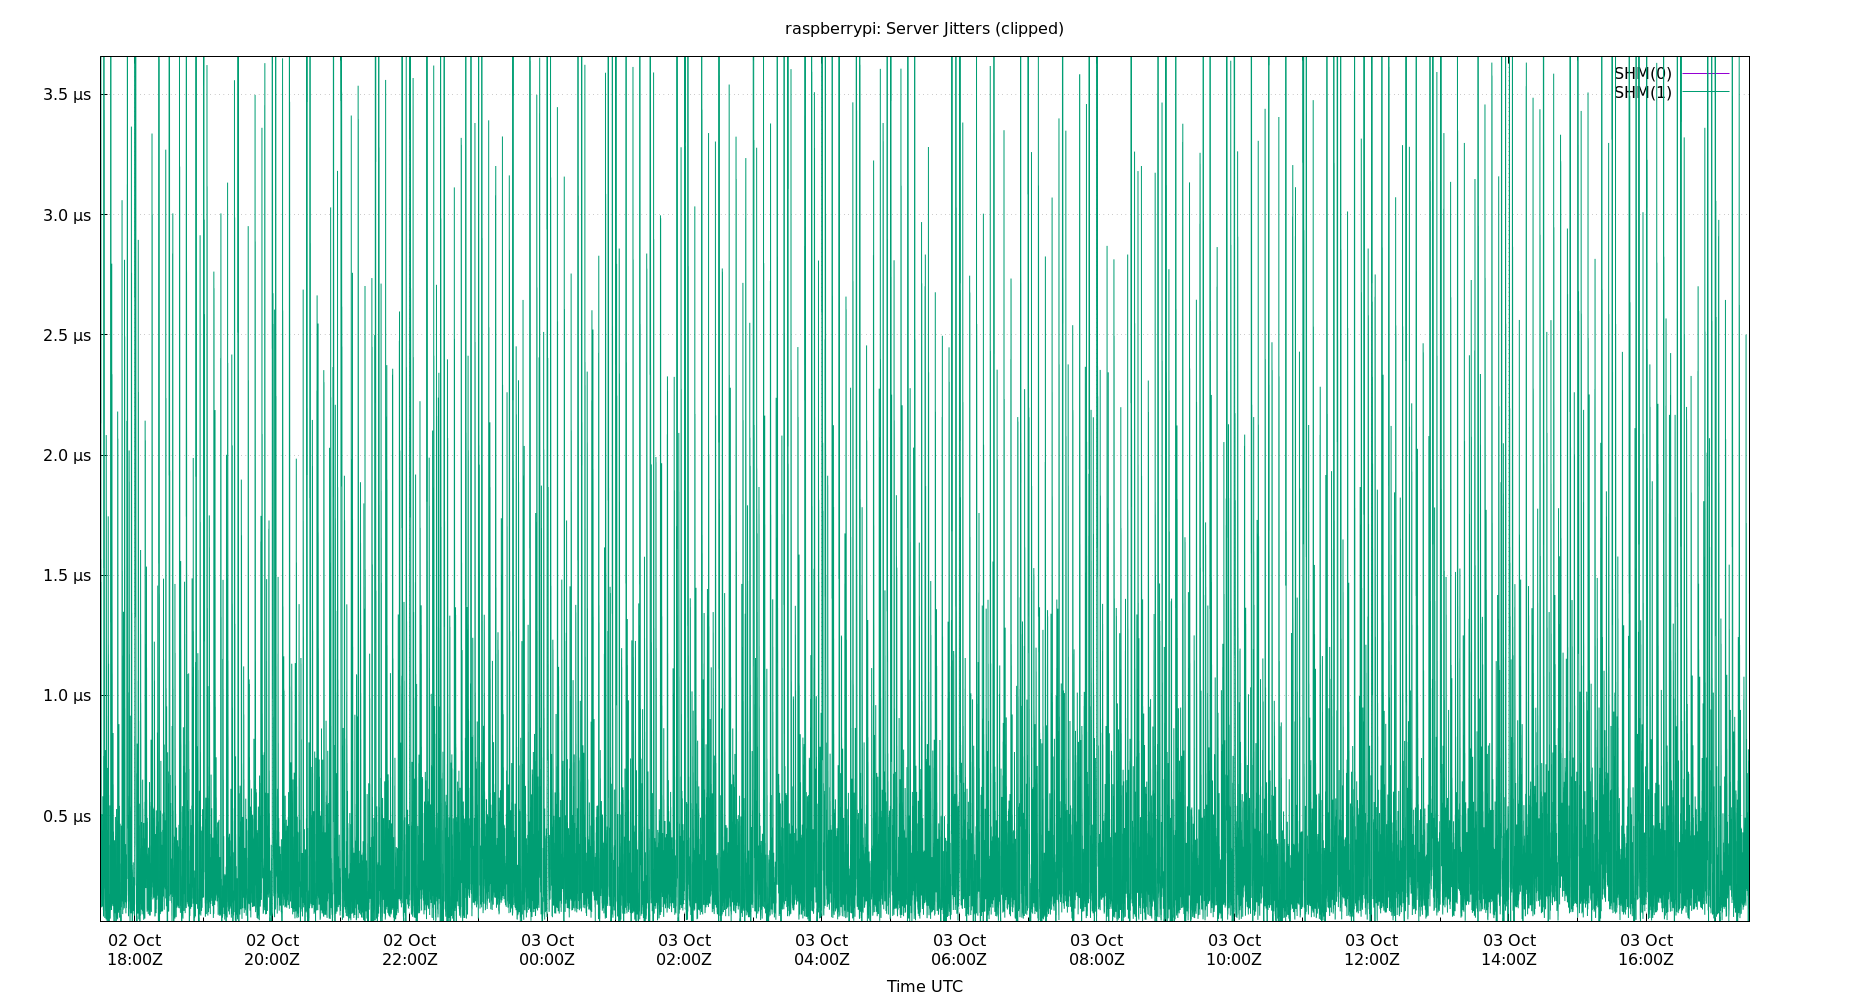 raspberrypi: Server Jitters (clipped)
SHM(0)
SHM(1)
3.5 µs
3.0 µs
2.5 µs
2.0 µs
1.5 µs
1.0 µs
0.5 µs
02 Oct 02 Oct 02 Oct 03 Oct 03 Oct 03 Oct 03 Oct 03 Oct 03 Oct 03 Oct 03 Oct 03 Oct
18:00Z 20:00Z 22:00Z 00:00Z 02:00Z 04:00Z 06:00Z 08:00Z 10:00Z 12:00Z 14:00Z 16:00Z
Time UTC